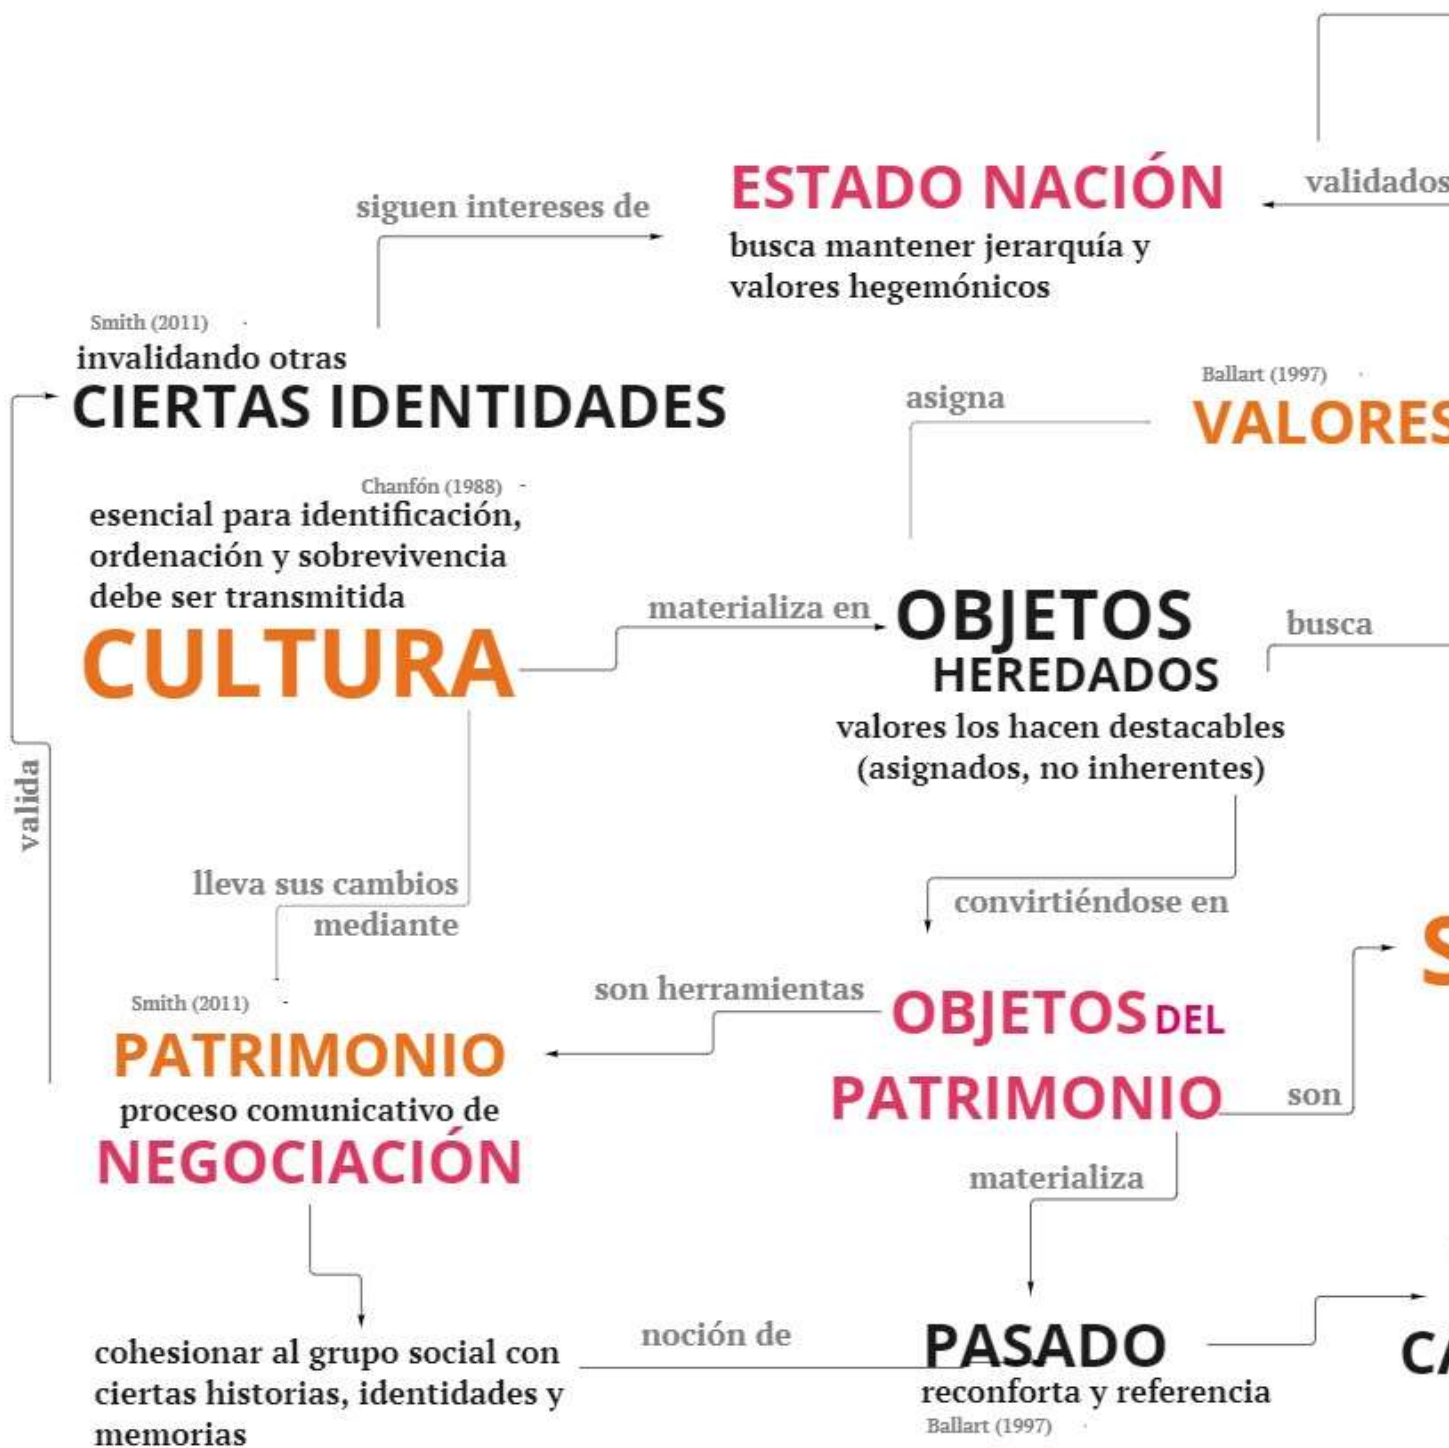 siguen intereses de
ESTADO NACIÓN
busca mantener jerarquía y
valores hegemónicos
validados
Smith (2011)
invalidando otras
CIERTAS IDENTIDADES
asigna
Ballart (1997)
VALORES
Chanfón (1988)
esencial para identificación,
ordenación y sobrevivencia
debe ser transmitida
CULTURA
materializa en
OBJETOS
HEREDADOS
valores los hacen destacables
(asignados, no inherentes)
busca
valida
lleva sus cambios
mediante
convirtiéndose en
Smith (2011)
PATRIMONIO
proceso comunicativo de
NEGOCIACIÓN
son herramientas
OBJETOS DEL
PATRIMONIO
son
S
materializa
cohesionar al grupo social con
ciertas historias, identidades y
memorias
noción de
PASADO
reconforta y referencia
Ballart (1997)
CA